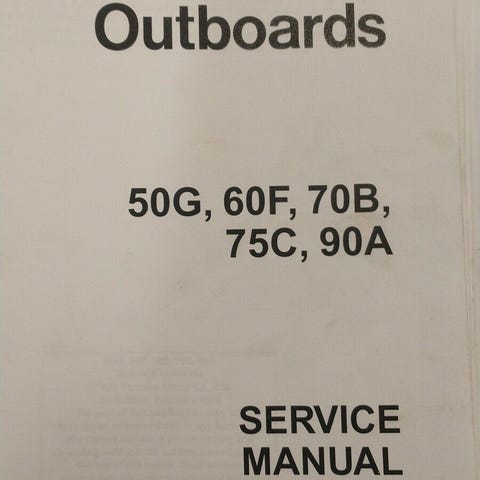 Outboards
50G, 60F, 70B,
75C, 90A
SERVICE
MANUAL